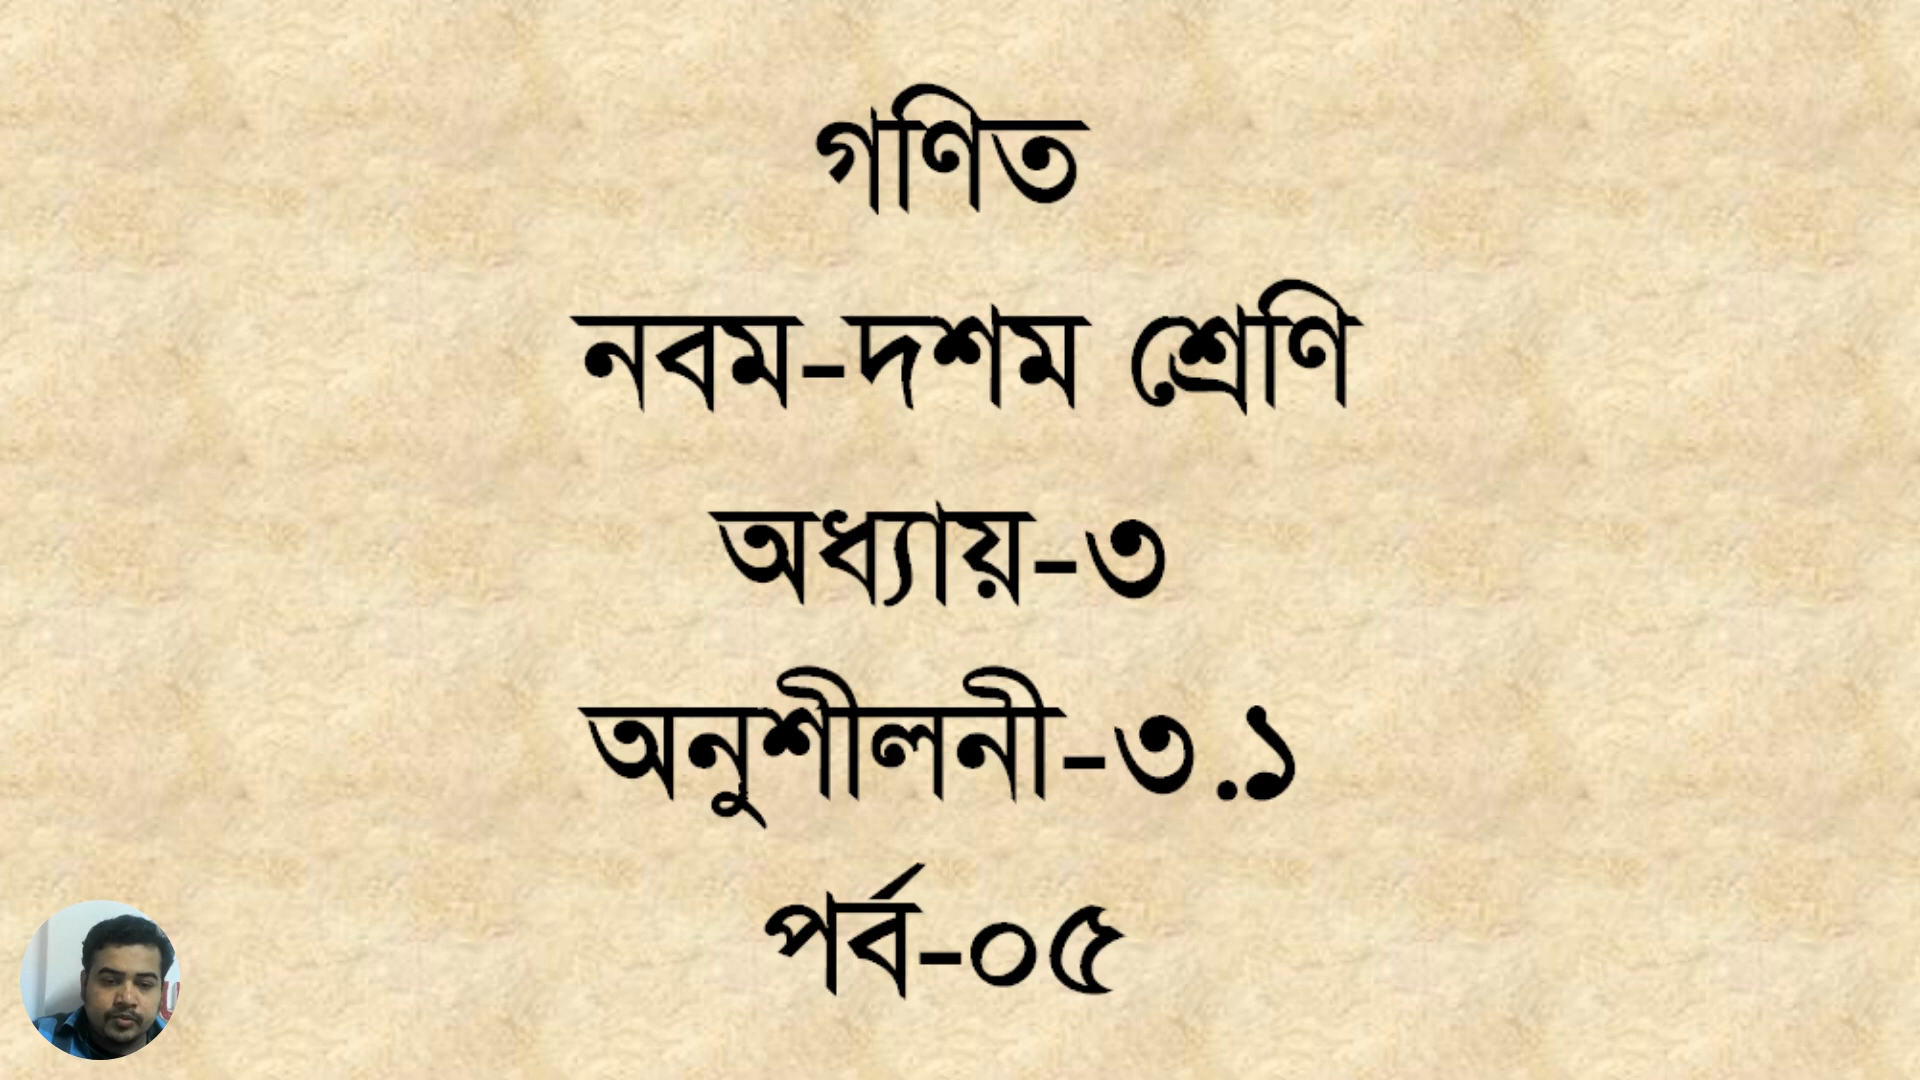 গণিত
নবম-দশম শ্রেণি
অধ্যায়-৩
অনুশীলনী-৩.১
পর্ব-০৫